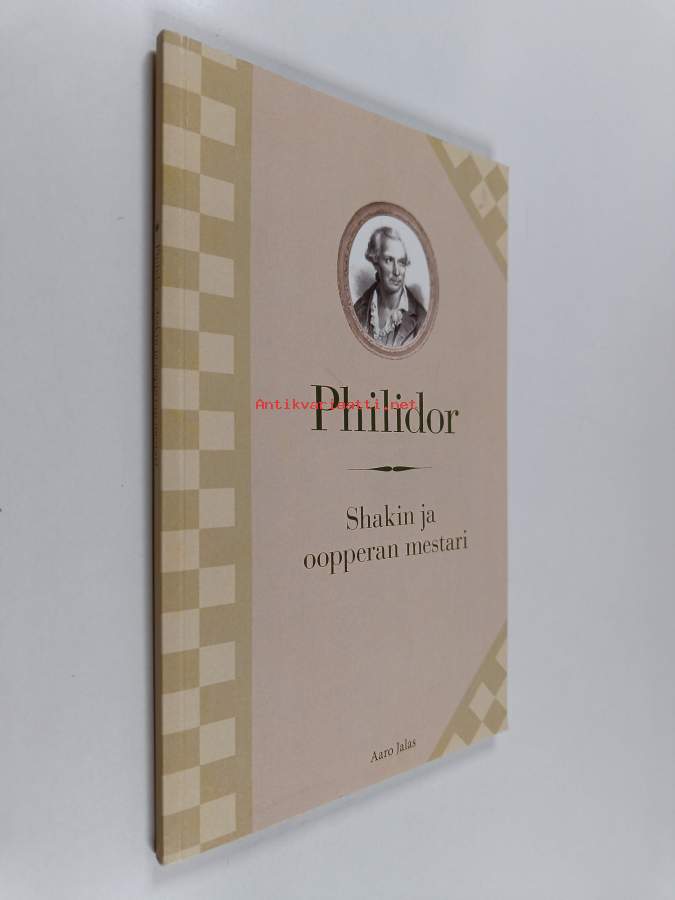 Philidor
Antikvariaatti.net
Shakin ja
oopperan mestari
Aaro Jalas